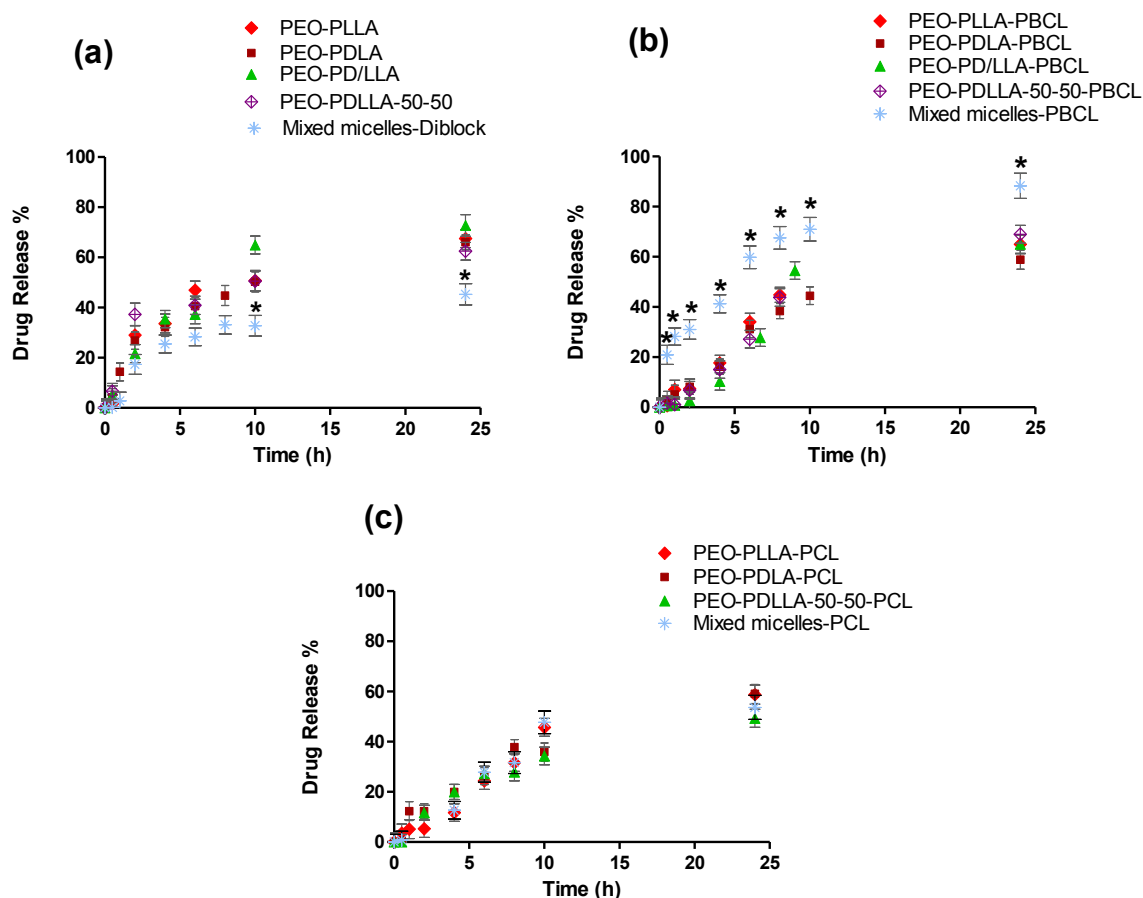 (a)
PEO-PLLA
PEO-PDLA
PEO-PD/LLA
PEO-PDLLA-50-50
Mixed micelles-Diblock
Drug Release %
100
80
60
40
20
0
*
*
0 5 10 15 20 25
Time (h)
(b)
PEO-PLLA-PBCL
PEO-PDLA-PBCL
PEO-PD/LLA-PBCL
PEO-PDLLA-50-50-PBCL
Mixed micelles-PBCL
Drug Release %
100
80
60
40
20
0
*
*
*
*
*
*
*
*
0 5 10 15 20 25
Time (h)
(c)
PEO-PLLA-PCL
PEO-PDLA-PCL
PEO-PDLLA-50-50-PCL
Mixed micelles-PCL
Drug Release %
100
80
60
40
20
0
0 5 10 15 20 25
Time (h)